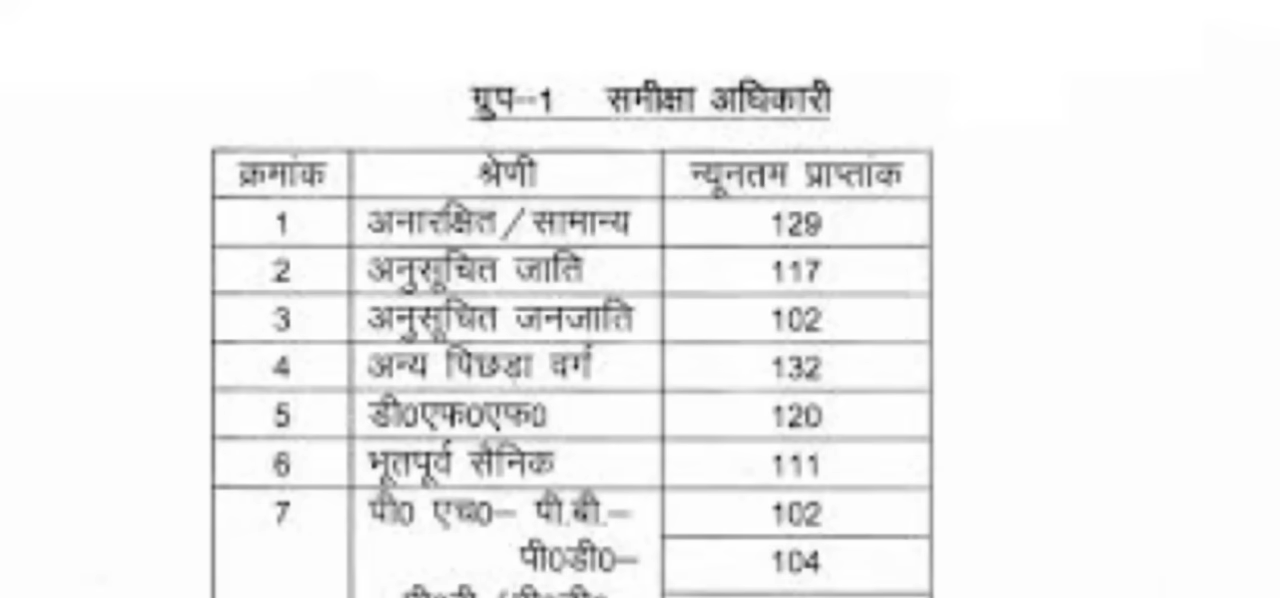 ग्रुप-1 समीक्षा अधिकारी
क्रमांक श्रेणी न्यूनतम प्राप्तांक
1 अनारक्षित/सामान्य 129
2 अनुसूचित जाति 117
3 अनुसूचित जनजाति 102
4 अन्य पिछड़ा वर्ग 132
5 डी0एफ0एफ0 120
6 भूतपूर्व सैनिक 111
7 पी0 एच0- पी.बी.- 102
पी0डी0- 104